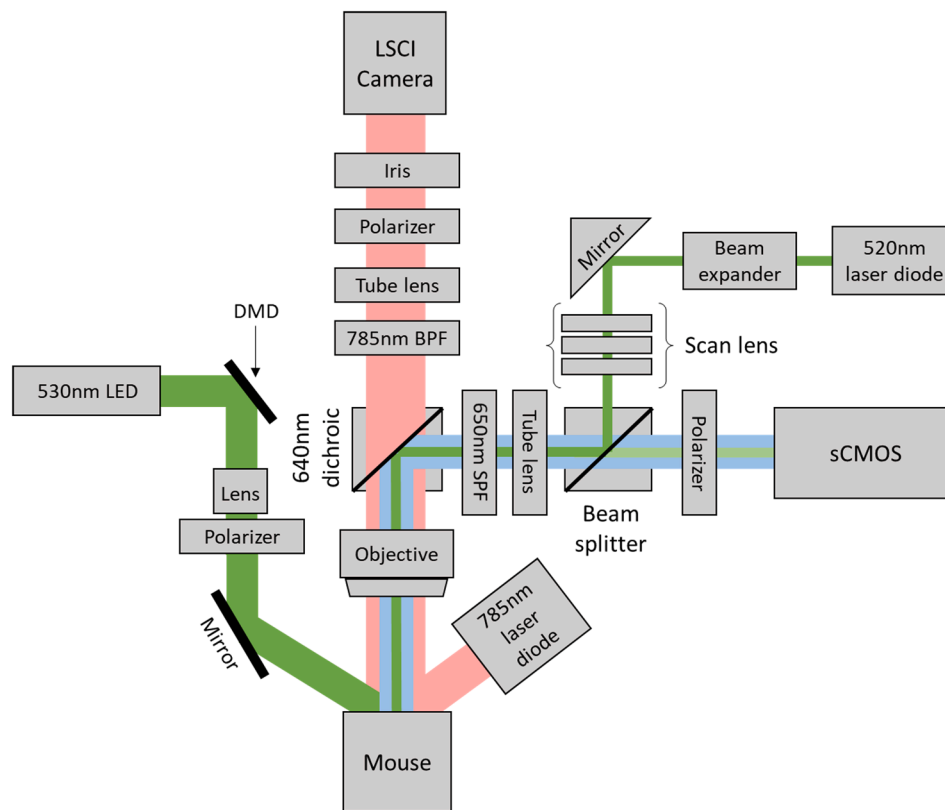 LSCI
Camera
Iris
Polarizer
Tube lens
785nm BPF
Mirror
Beam
expander
520nm
laser diode
Scan lens
DMD
530nm LED
Lens
Polarizer
Mirror
640nm
dichroic
650nm SPF
Tube lens
Beam
splitter
Polarizer
sCMOS
Objective
785nm
laser
diode
Mouse